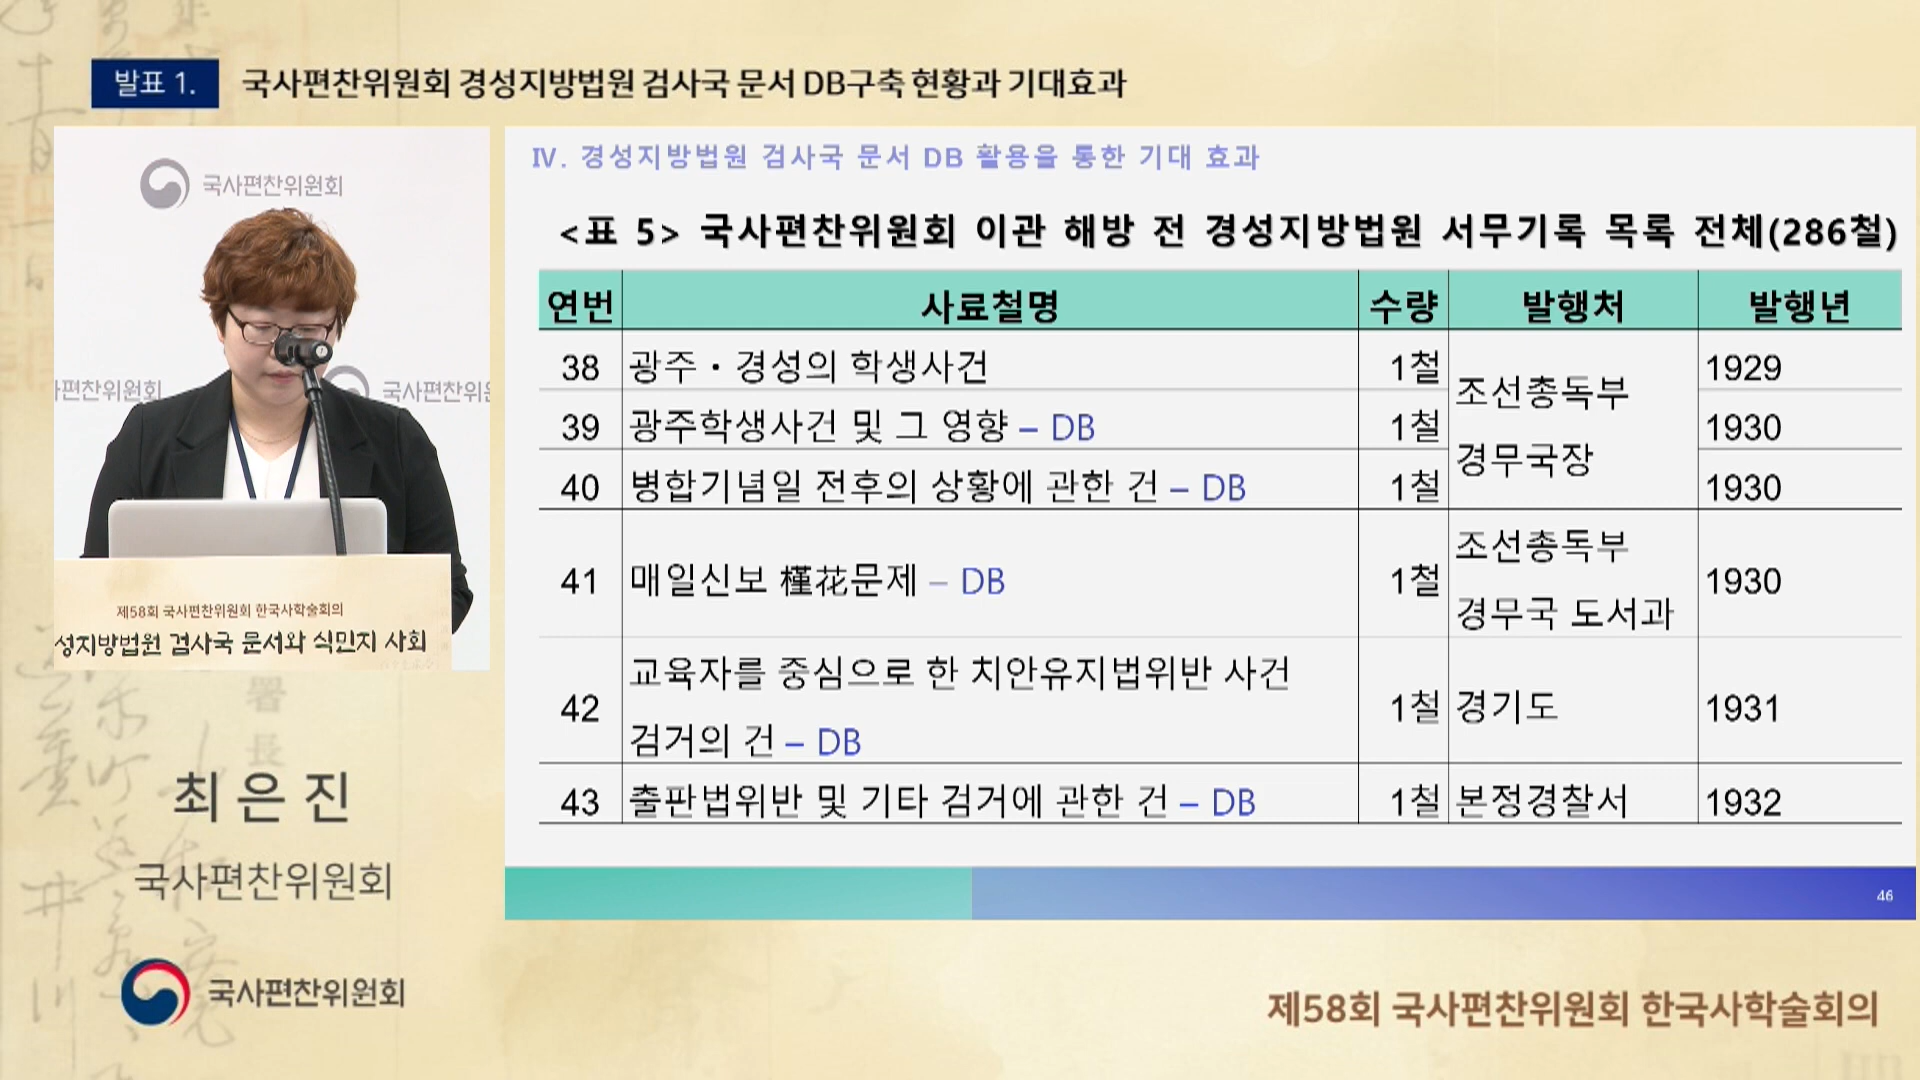 발표 1. 국사편찬위원회 경성지방법원 검사국 문서 DB구축 현황과 기대효과
국사편찬위원회
국사편찬위원회
제58회 국사편찬위원회 한국사학술회의
성지방법원 검사국 문서와 식민지 사회
최은진
국사편찬위원회
국사편찬위원회
Ⅳ. 경성지방법원 검사국 문서 DB 활용을 통한 기대 효과
<표 5> 국사편찬위원회 이관 해방 전 경성지방법원 서무기록 목록 전체(286철)
연번 사료철명 수량 발행처 발행년
38 광주・경성의 학생사건 1철 조선총독부 경무국장 1929
39 광주학생사건 및 그 영향 – DB 1철 1930
40 병합기념일 전후의 상황에 관한 건 – DB 1철 1930
41 매일신보 槿花문제 – DB 1철 조선총독부 경무국 도서과 1930
42 교육자를 중심으로 한 치안유지법위반 사건
검거의 건 – DB 1철 경기도 1931
43 출판법위반 및 기타 검거에 관한 건 – DB 1철 본정경찰서 1932
46
제58회 국사편찬위원회 한국사학술회의